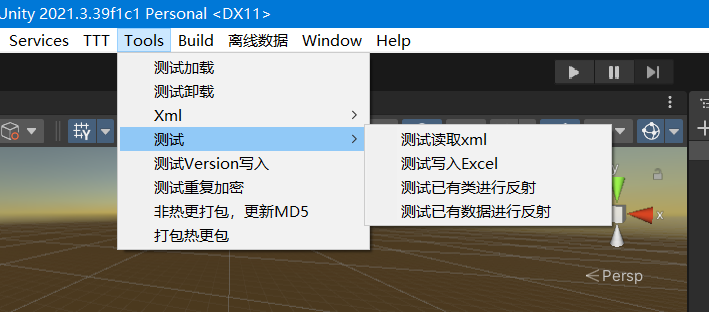 Unity 2021.3.39f1c1 Personal <DX11>
Services TTT Tools Build 离线数据 Window Help
测试加载
测试卸载
Xml
测试
测试Version写入
测试重复加密
非热更打包，更新MD5
打包热更包
测试读取xml
测试写入Excel
测试已有类进行反射
测试已有数据进行反射
y
x
Persp